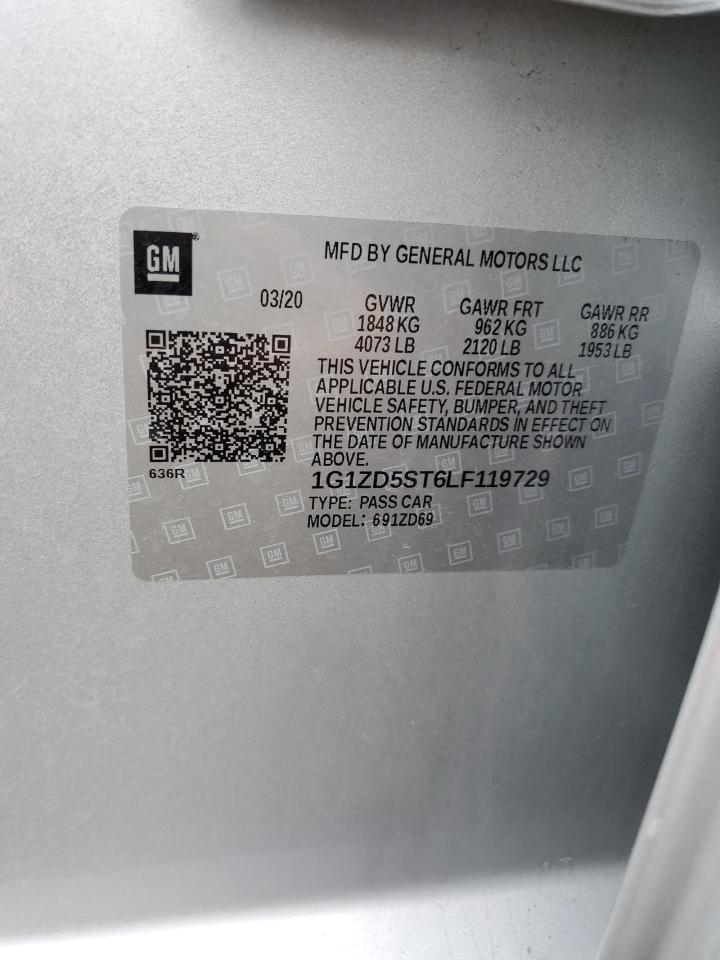 GM
MFD BY GENERAL MOTORS LLC
03/20 GVWR GAWR FRT GAWR RR
1848 KG 962 KG 886 KG
4073 LB 2120 LB 1953 LB
THIS VEHICLE CONFORMS TO ALL
APPLICABLE U.S. FEDERAL MOTOR
VEHICLE SAFETY, BUMPER, AND THEFT
PREVENTION STANDARDS IN EFFECT ON
THE DATE OF MANUFACTURE SHOWN
ABOVE.
636R
1G1ZD5ST6LF119729
TYPE: PASS CAR
MODEL: 691ZD69